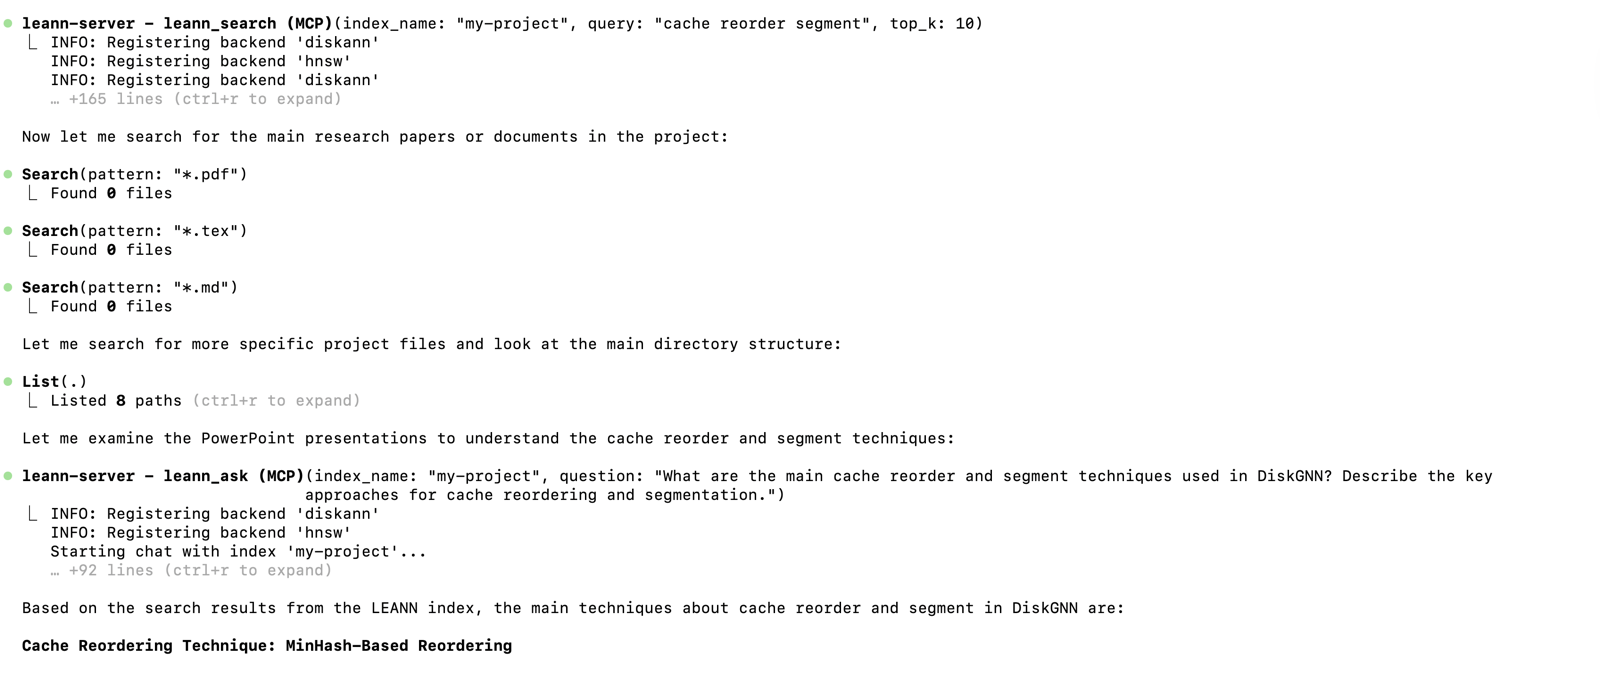 leann-server - leann_search (MCP)(index_name: "my-project", query: "cache reorder segment", top_k: 10)
INFO: Registering backend 'diskann'
INFO: Registering backend 'hnsw'
INFO: Registering backend 'diskann'
… +165 lines (ctrl+r to expand)
Now let me search for the main research papers or documents in the project:
Search(pattern: "*.pdf")
Found 0 files
Search(pattern: "*.tex")
Found 0 files
Search(pattern: "*.md")
Found 0 files
Let me search for more specific project files and look at the main directory structure:
List(.)
Listed 8 paths (ctrl+r to expand)
Let me examine the PowerPoint presentations to understand the cache reorder and segment techniques:
leann-server - leann_ask (MCP)(index_name: "my-project", question: "What are the main cache reorder and segment techniques used in DiskGNN? Describe the key
approaches for cache reordering and segmentation.")
INFO: Registering backend 'diskann'
INFO: Registering backend 'hnsw'
Starting chat with index 'my-project'...
… +92 lines (ctrl+r to expand)
Based on the search results from the LEANN index, the main techniques about cache reorder and segment in DiskGNN are:
Cache Reordering Technique: MinHash-Based Reordering